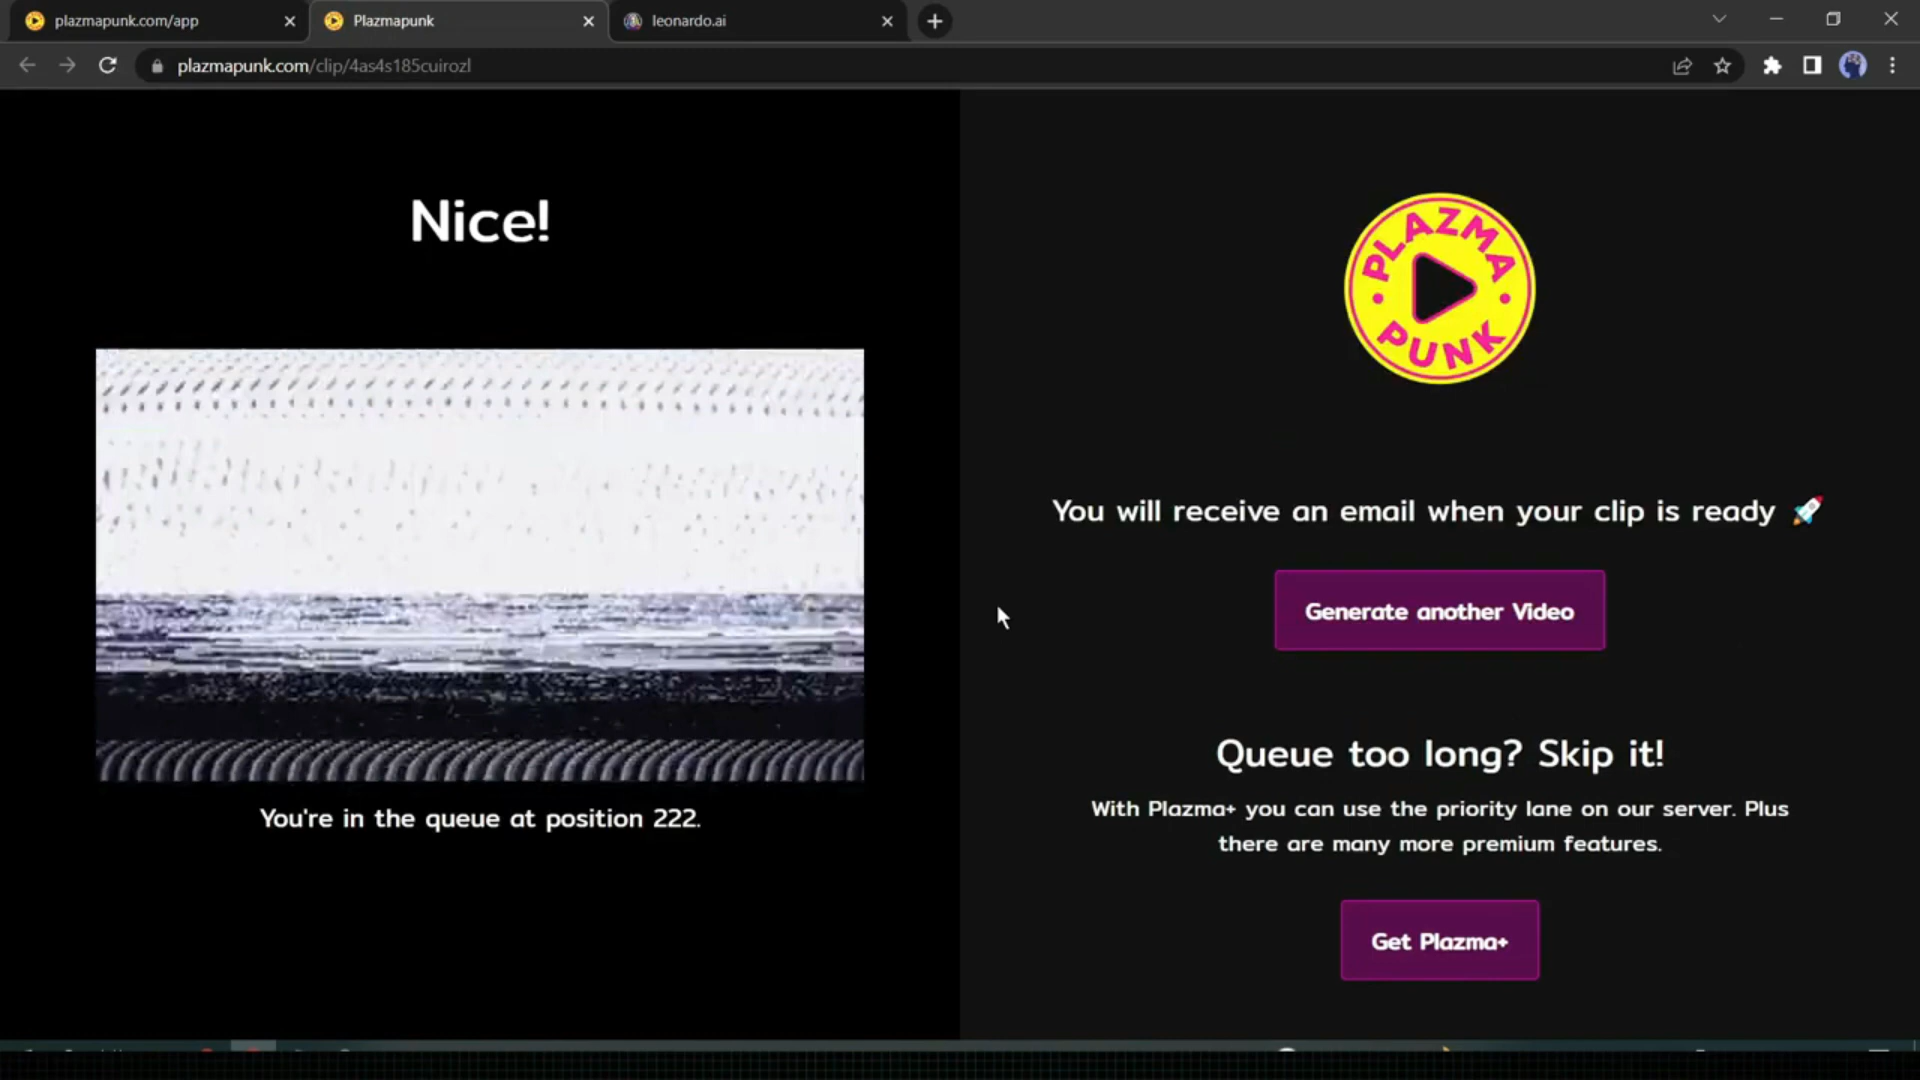 plazmapunk.com/app
Plazmapunk
leonardo.ai
plazmapunk.com/clip/4as4s185cuirozl
Nice!
You're in the queue at position 222.
PLAZMA
PUNK
You will receive an email when your clip is ready 🚀
Generate another Video
Queue too long? Skip it!
With Plazma+ you can use the priority lane on our server. Plus
there are many more premium features.
Get Plazma+